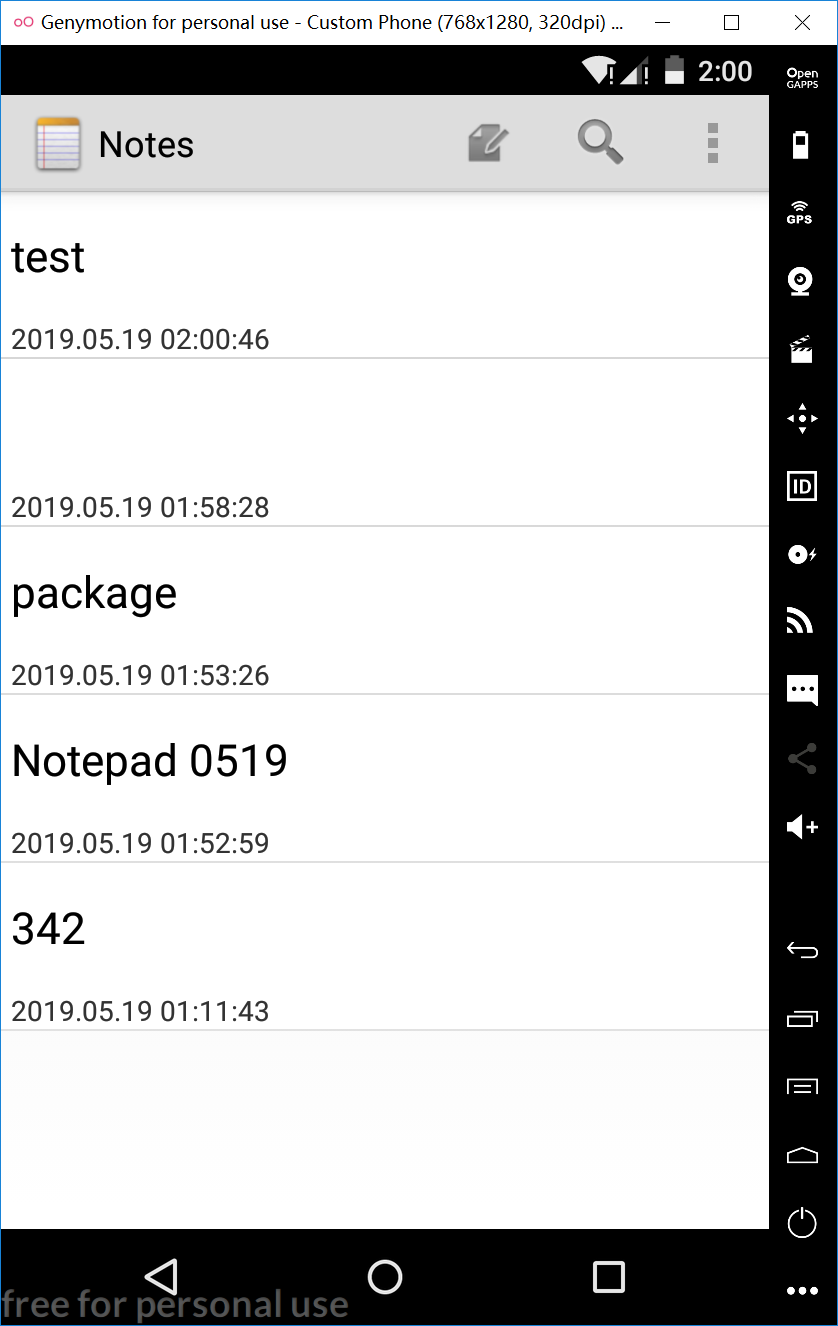 Genymotion for personal use - Custom Phone (768x1280, 320dpi) ...
2:00
Open
GAPPS
Notes
GPS
test
2019.05.19 02:00:46
2019.05.19 01:58:28
ID
package
2019.05.19 01:53:26
Notepad 0519
2019.05.19 01:52:59
342
2019.05.19 01:11:43
free for personal use